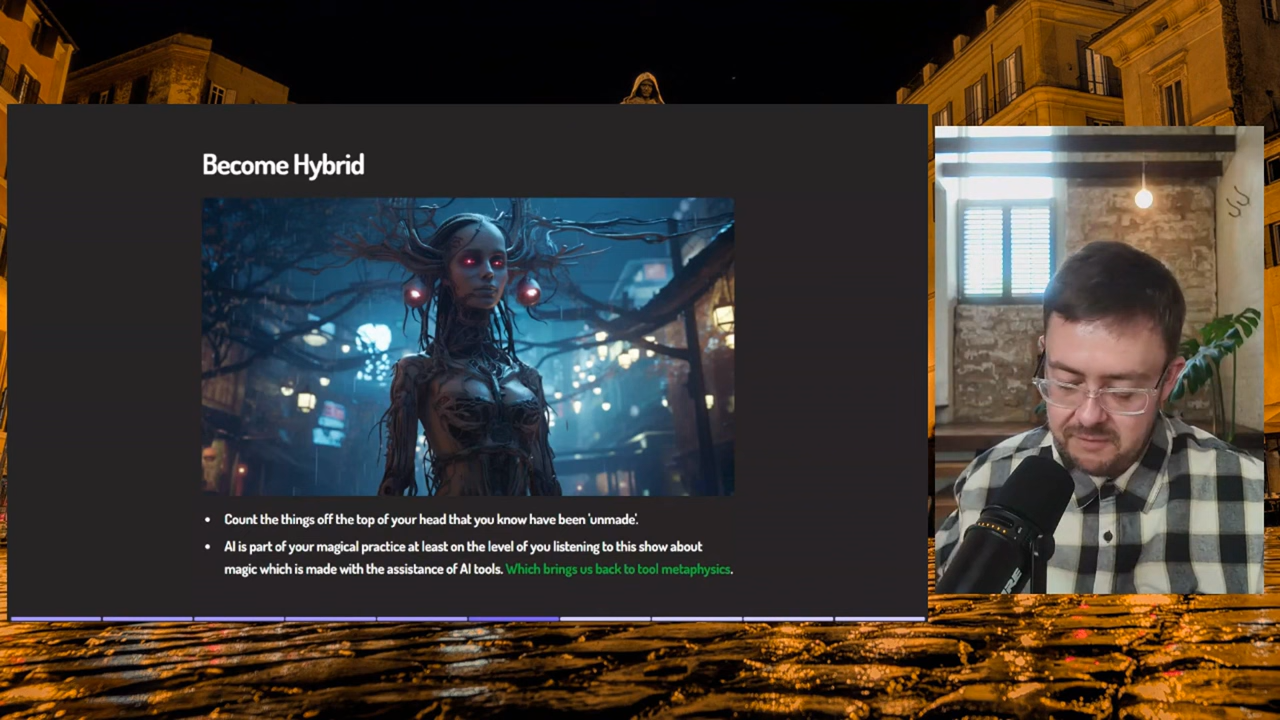 Become Hybrid
Count the things off the top of your head that you know have been 'unmade'.
AI is part of your magical practice at least on the level of you listening to this show about
magic which is made with the assistance of AI tools. Which brings us back to tool metaphysics.